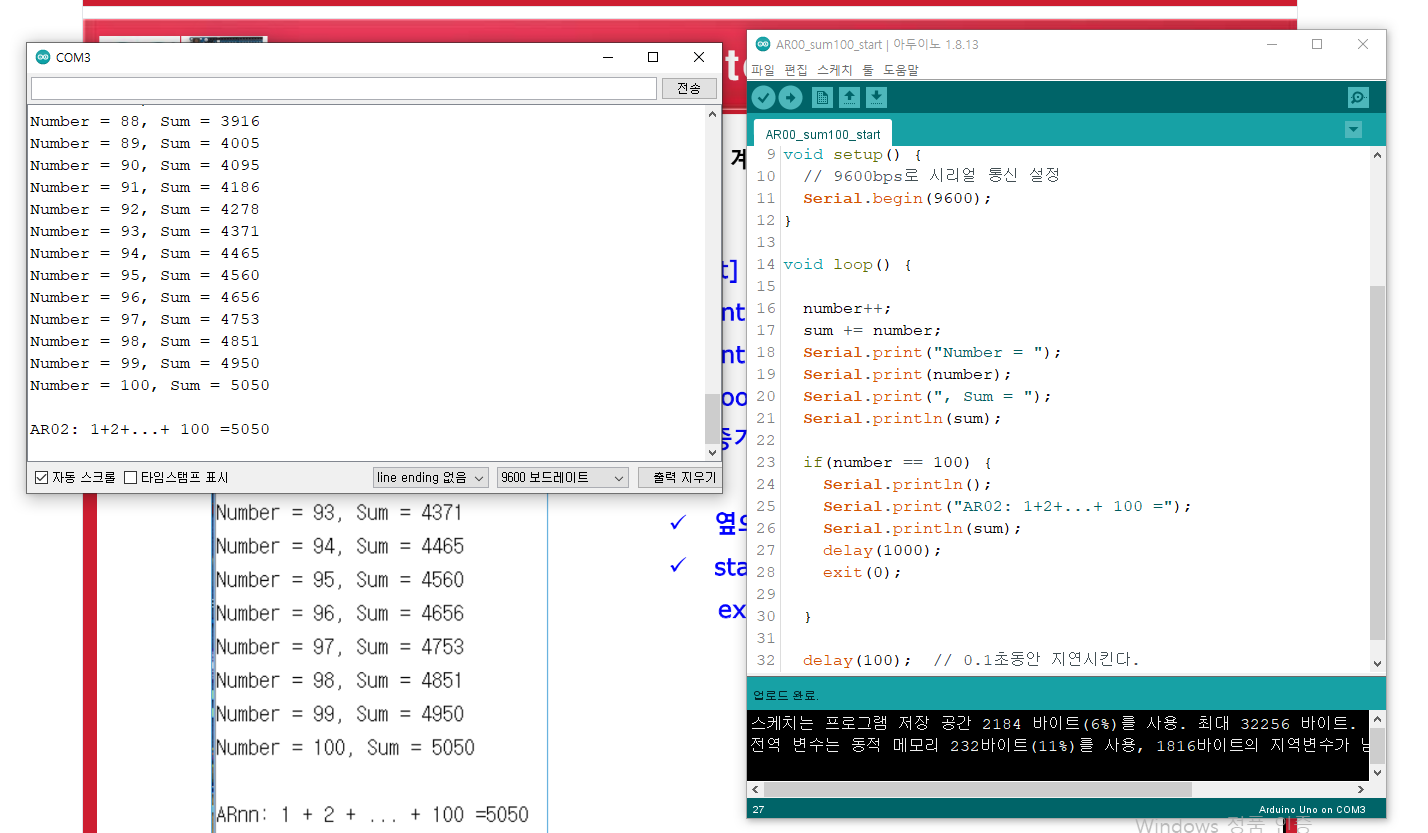 COM3
전송
Number = 88, Sum = 3916
Number = 89, Sum = 4005
Number = 90, Sum = 4095
Number = 91, Sum = 4186
Number = 92, Sum = 4278
Number = 93, Sum = 4371
Number = 94, Sum = 4465
Number = 95, Sum = 4560
Number = 96, Sum = 4656
Number = 97, Sum = 4753
Number = 98, Sum = 4851
Number = 99, Sum = 4950
Number = 100, Sum = 5050
AR02: 1+2+...+ 100 =5050
자동 스크롤 타임스탬프 표시 line ending 없음 9600 보드레이트 출력 지우기
Number = 93, Sum = 4371
Number = 94, Sum = 4465
Number = 95, Sum = 4560
Number = 96, Sum = 4656
Number = 97, Sum = 4753
Number = 98, Sum = 4851
Number = 99, Sum = 4950
Number = 100, Sum = 5050
ARnn: 1 + 2 + ... + 100 =5050
계
t]
nt
nt
oo
증가
✓ 옆으
✓ sta
ex
AR00_sum100_start | 아두이노 1.8.13
파일 편집 스케치 툴 도움말
AR00_sum100_start
9 void setup() {
10 // 9600bps로 시리얼 통신 설정
11 Serial.begin(9600);
12 }
13
14 void loop() {
15
16 number++;
17 sum += number;
18 Serial.print("Number = ");
19 Serial.print(number);
20 Serial.print(", Sum = ");
21 Serial.println(sum);
22
23 if(number == 100) {
24 Serial.println();
25 Serial.print("AR02: 1+2+...+ 100 =");
26 Serial.println(sum);
27 delay(1000);
28 exit(0);
29
30 }
31
32 delay(100); // 0.1초동안 지연시킨다.
업로드 완료.
스케치는 프로그램 저장 공간 2184 바이트(6%)를 사용. 최대 32256 바이트.
전역 변수는 동적 메모리 232바이트(11%)를 사용, 1816바이트의 지역변수가
27 Arduino Uno on COM3
Windows 정품 인증